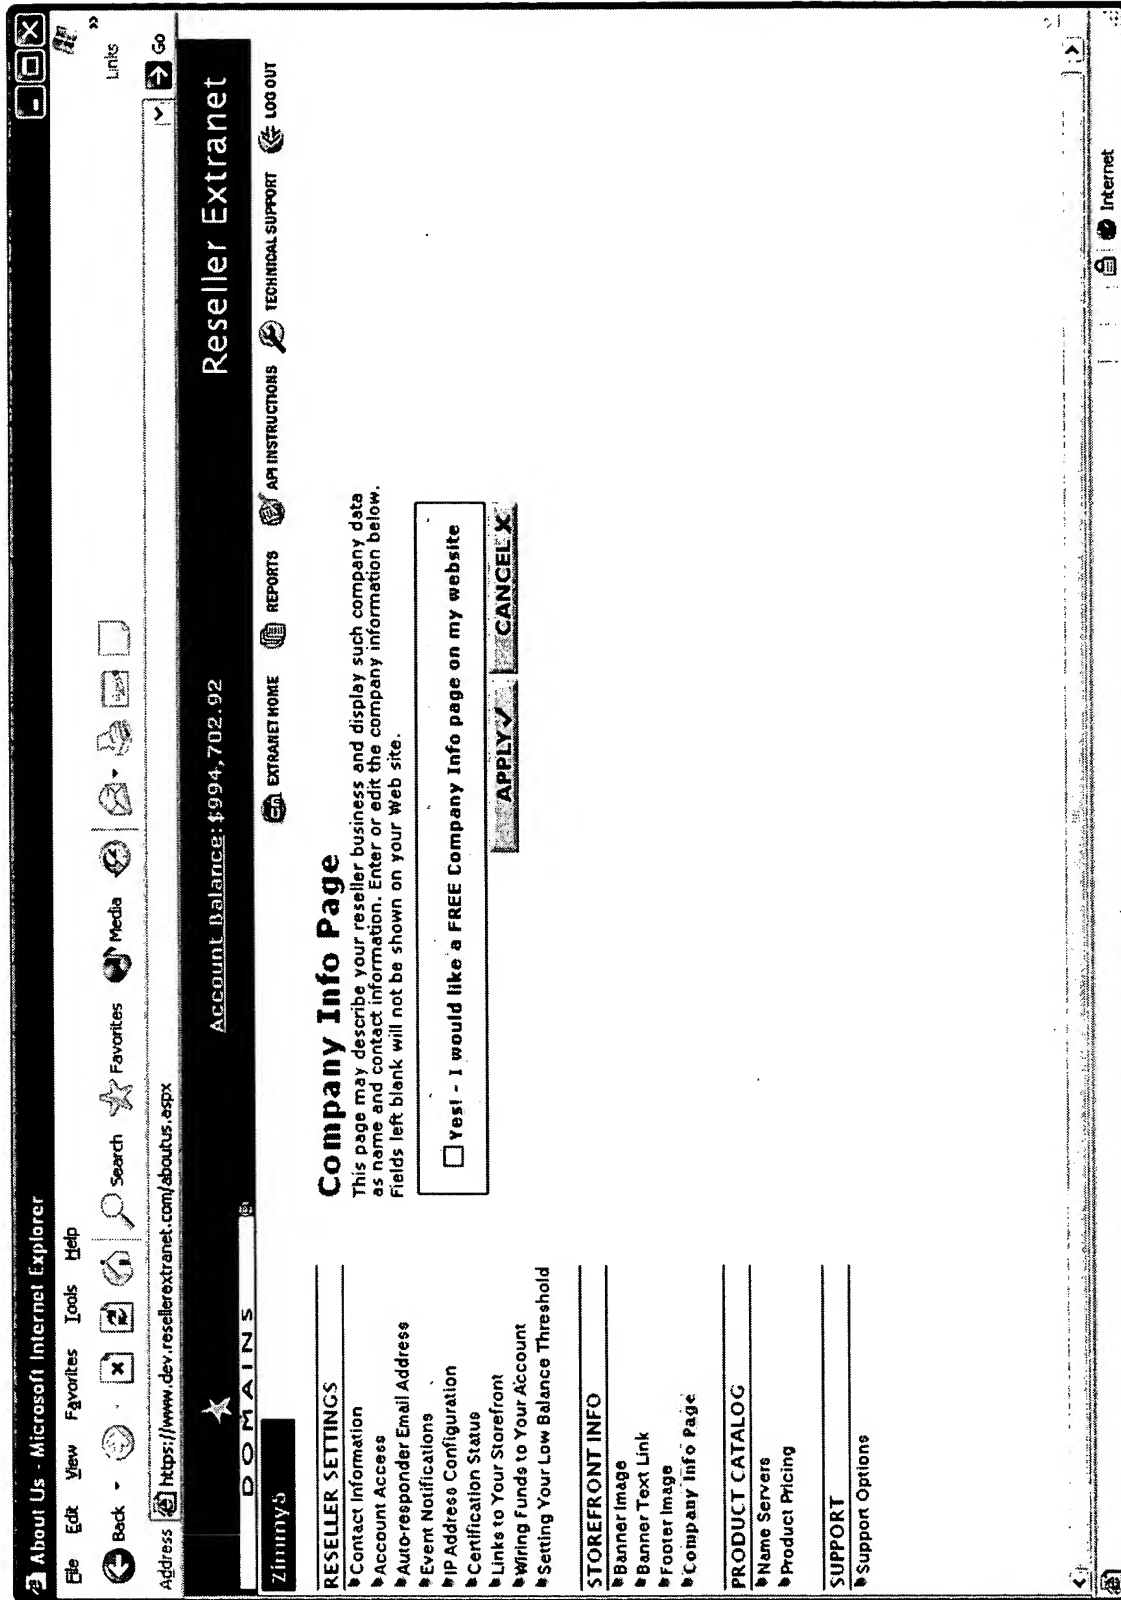 About Us - Microsoft Internet Explorer
File Edit View Favorites Tools Help
Back Search Favorites Media
Links
Address https://www.dev.resellerextranet.com/aboutus.aspx Go
DOMAINS
Account Balance: $994,702.92
Reseller Extranet
Zimmy5
EXTRANET HOME REPORTS API INSTRUCTIONS TECHNICAL SUPPORT LOG OUT
RESELLER SETTINGS
Contact Information
Account Access
Auto-responder Email Address
Event Notifications
IP Address Configuration
Certification Status
Links to Your Storefront
Wiring Funds to Your Account
Setting Your Low Balance Threshold
STOREFRONT INFO
Banner Image
Banner Text Link
Footer Image
Company Info Page
PRODUCT CATALOG
Name Servers
Product Pricing
SUPPORT
Support Options
Company Info Page
This page may describe your reseller business and display such company data
as name and contact information. Enter or edit the company information below.
Fields left blank will not be shown on your Web site.
Yes! - I would like a FREE Company Info page on my website
APPLY CANCEL X
Internet